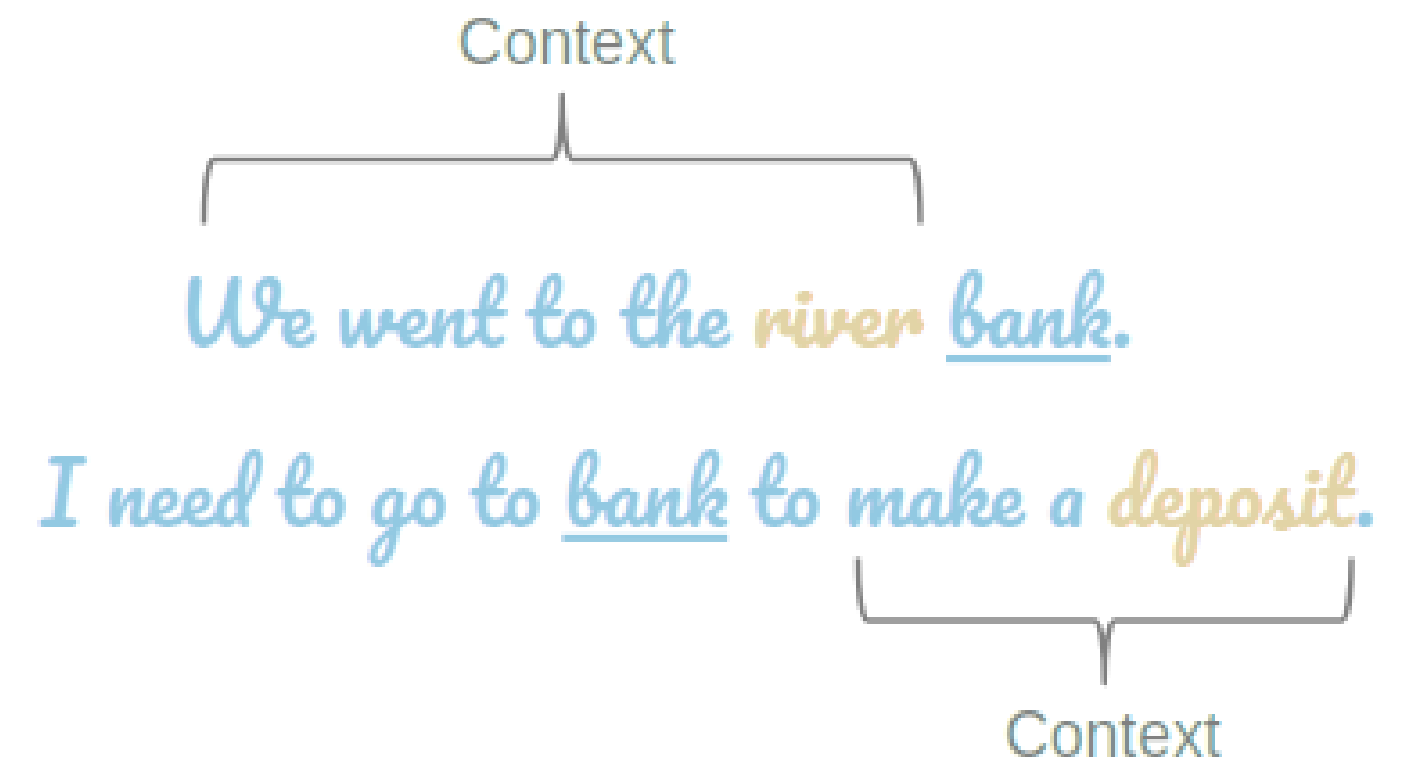 Context
We went to the river bank.
I need to go to bank to make a deposit.
Context